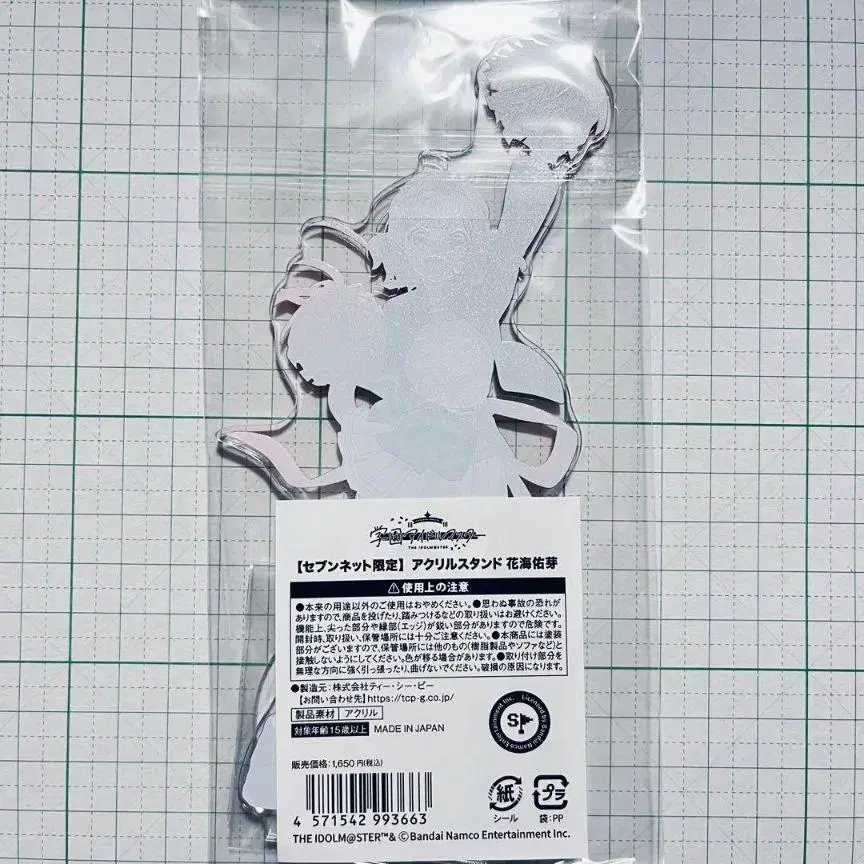 学園アイドルマスター
THE IDOLM@STER
【セブンネット限定】アクリルスタンド 花海佑芽
⚠使用上の注意
●本来の用途以外のご使用はおやめください。●思わぬ事故の恐れが
ありますので、商品を投げたり、踏みつけるなどの取り扱いはお避けください。
機能上、尖った部分や縁部(エッジ)が鋭い部分がありますので危険です。
開封時、取り扱い、保管場所には十分ご注意ください。●本商品には塗装
部分がございますので、保管場所には他のもの(樹脂製品やソファなど)と
接触しないようにしてください。色が移る場合があります。●取り付け部分を
無理な方向に強く引っ張ったり、曲げないでください。破損の原因になります。
●製造元:株式会社ティー・シー・ピー
【お問い合わせ先】https://tcp-g.co.jp/
製品素材 アクリル
対象年齢15歳以上 MADE IN JAPAN
Licensed by Bandai Namco Entertainment Inc.
S
販売価格:1,650円(税込)
4 571542 993663
紙
シール
プラ
袋:PP
THE IDOLM@STER™& ©Bandai Namco Entertainment Inc.